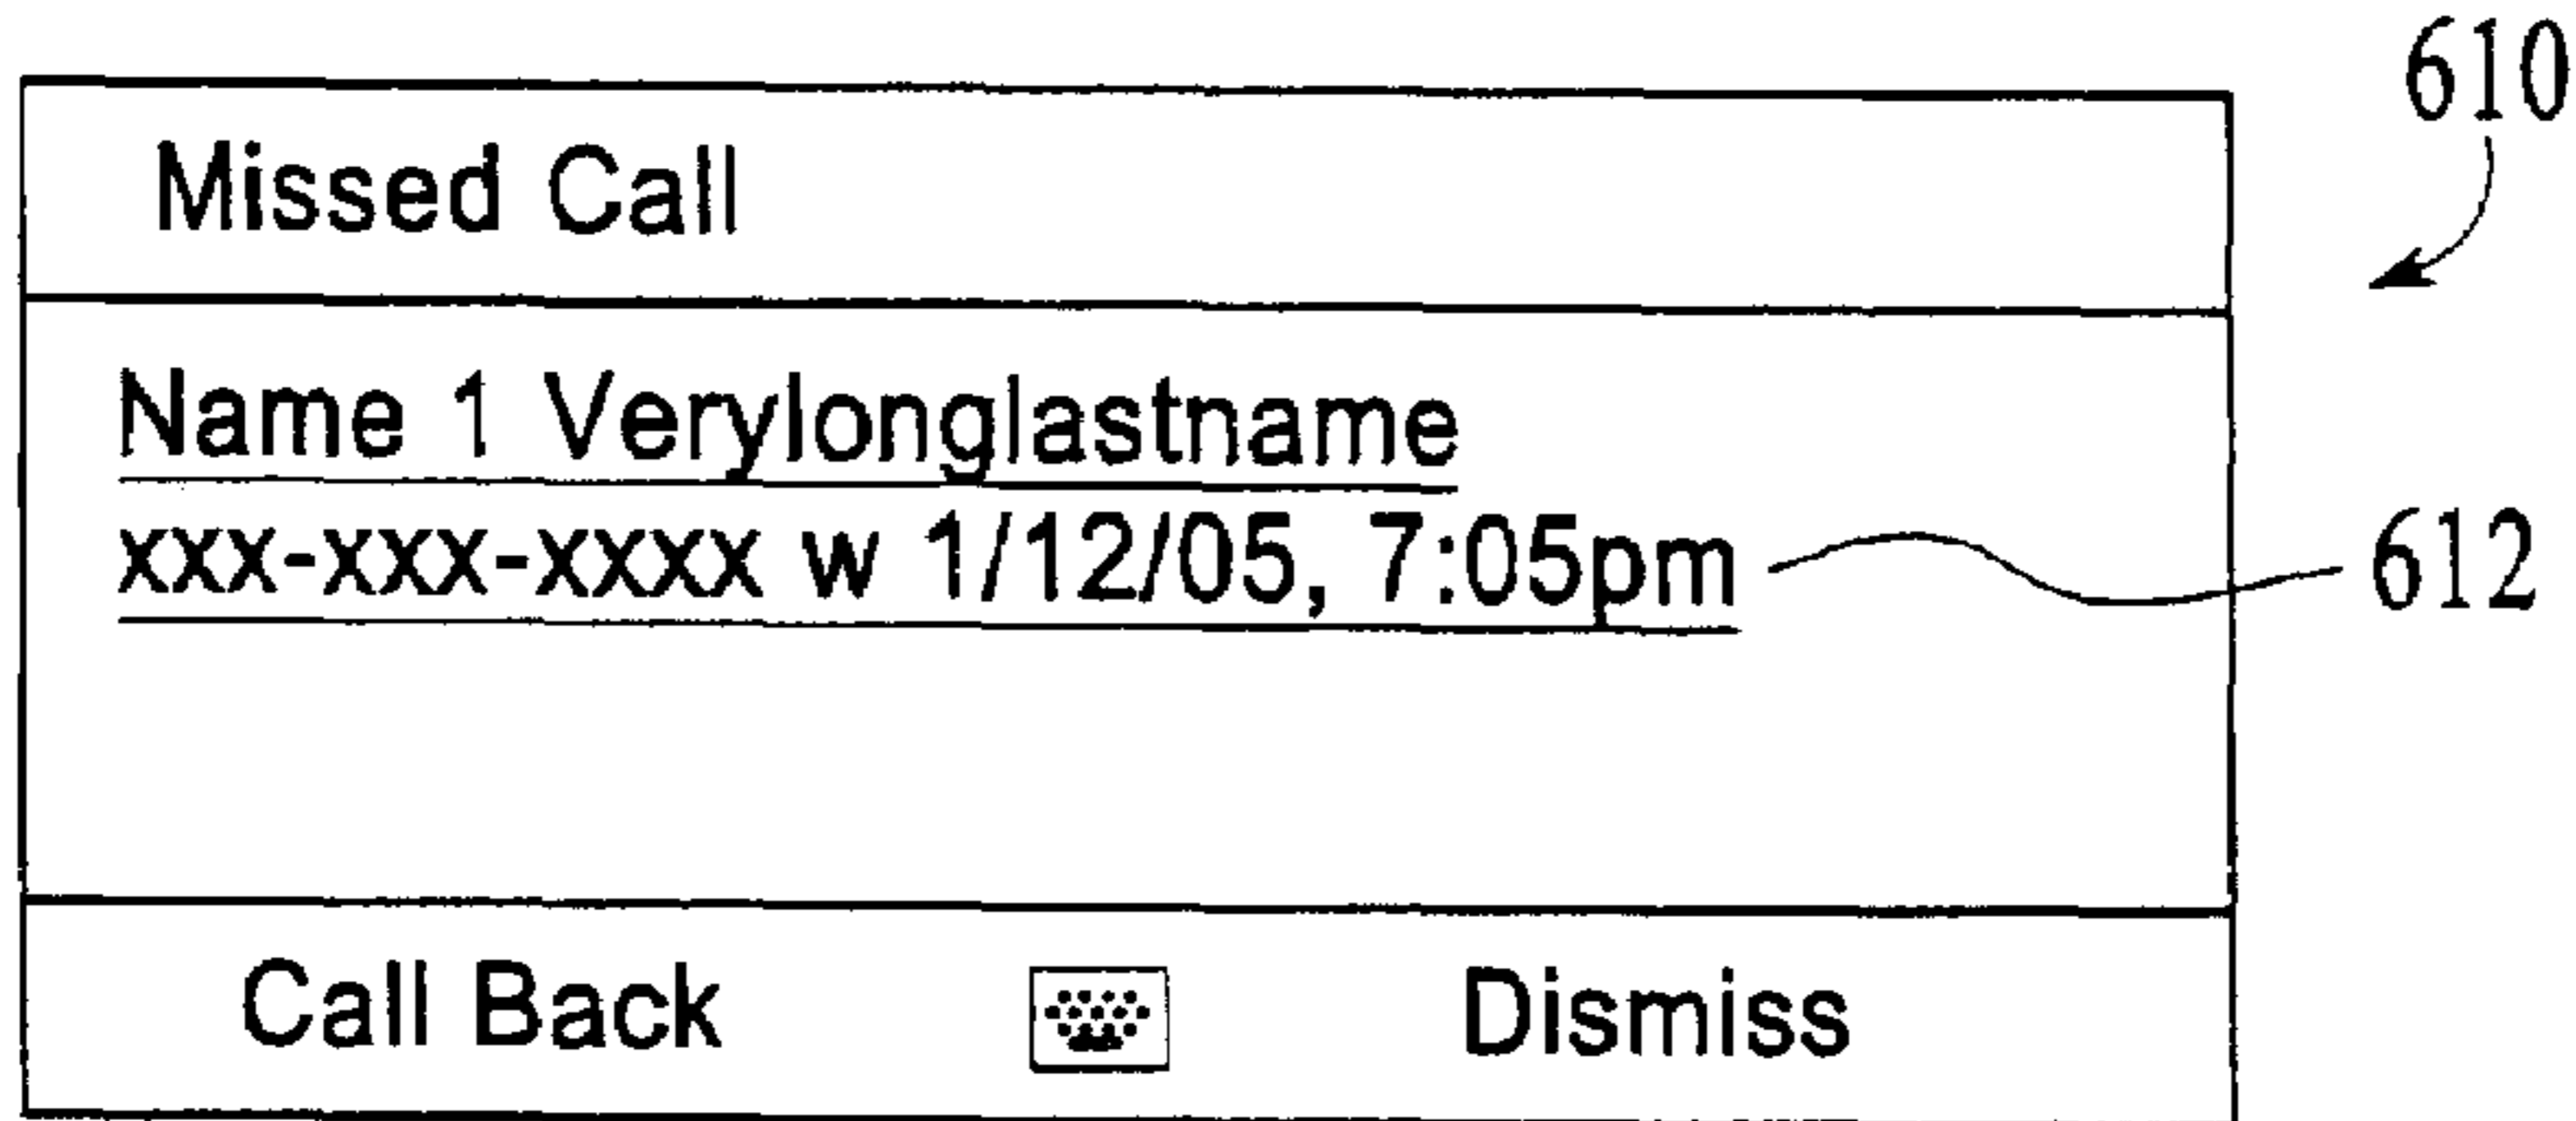 610
Missed Call
Name 1 Verylonglastname
xxx-xxx-xxxx w 1/12/05, 7:05pm
612
Call Back Dismiss